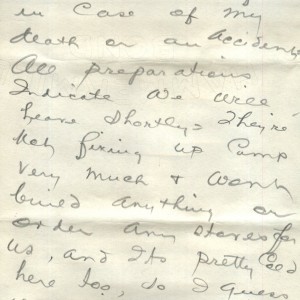 in Case of My
death or an Accident
All preparations
Indicate We will
leave Shortly = They're
Not fixing up Camp
Very Much & Wont
build anything or
order Any Stoves for
us, and Its pretty Cold
here too, So I guess